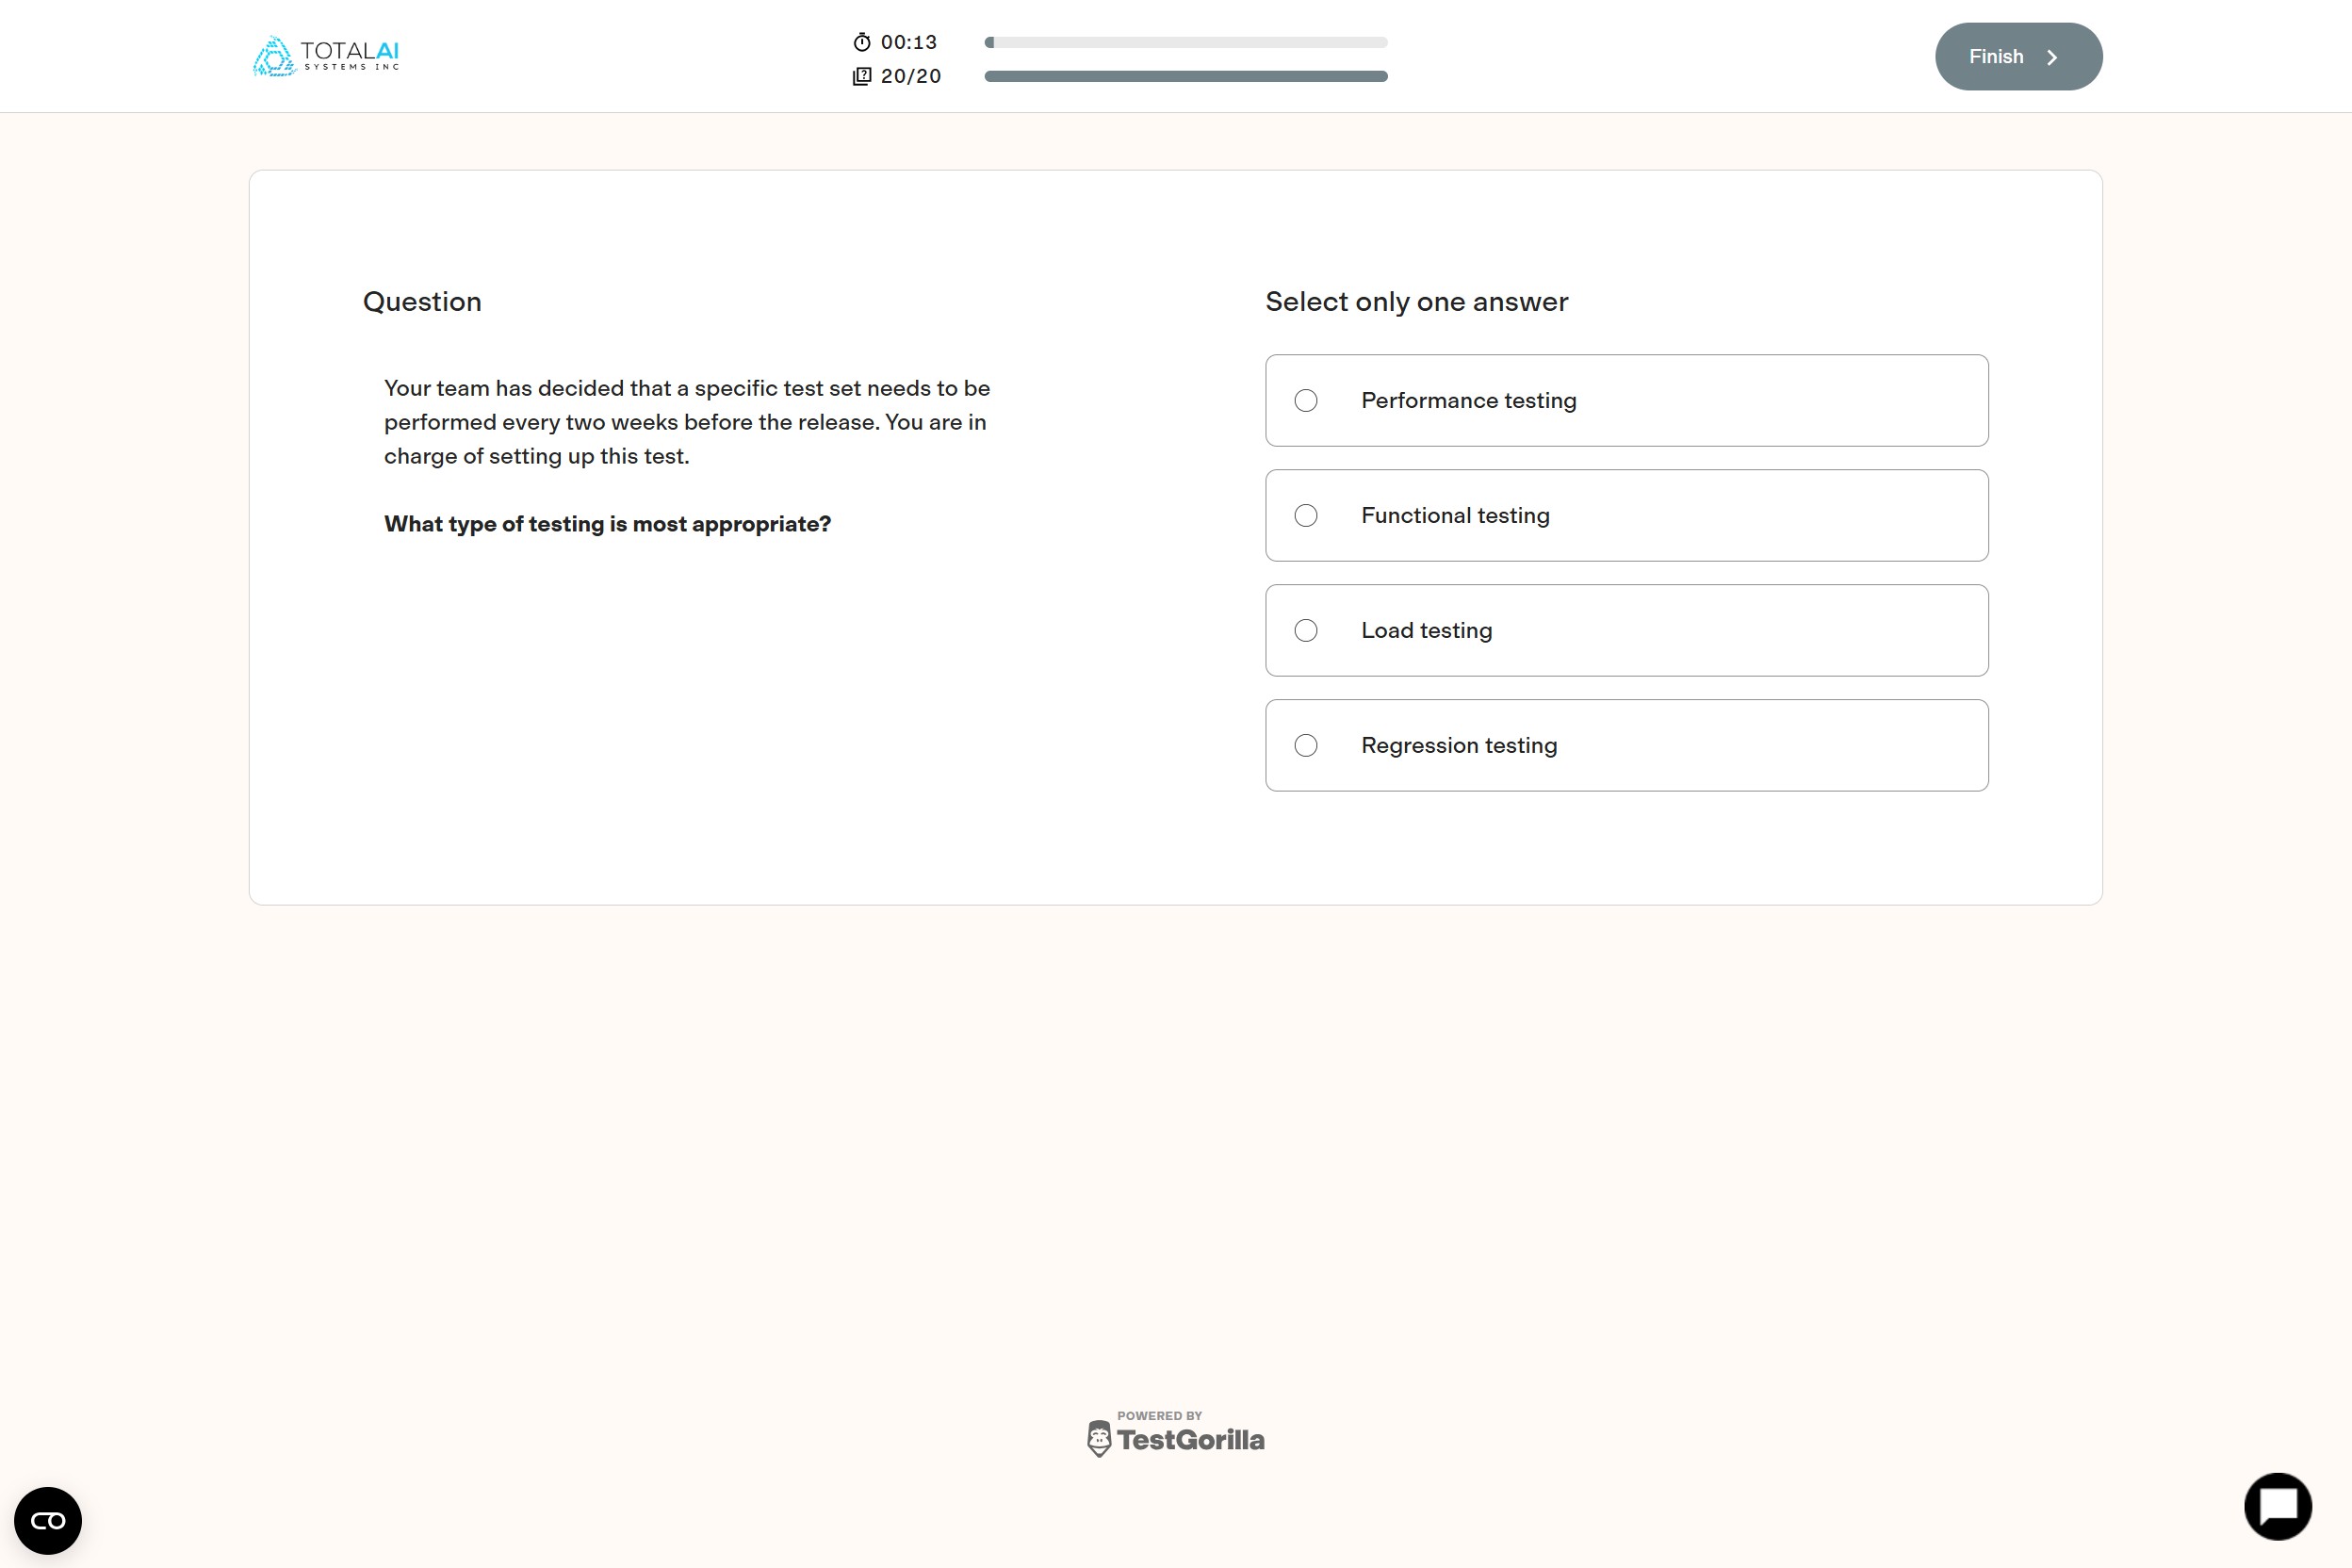 TOTALAI
SYSTEMS INC
00:13
20/20
Finish
Question
Your team has decided that a specific test set needs to be
performed every two weeks before the release. You are in
charge of setting up this test.
What type of testing is most appropriate?
Select only one answer
Performance testing
Functional testing
Load testing
Regression testing
POWERED BY
TestGorilla